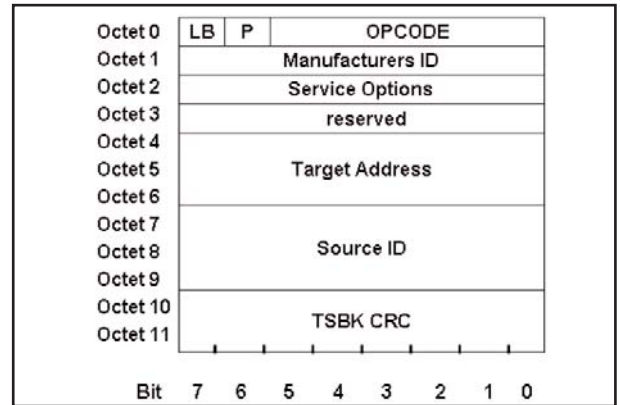 Octet 0 LB P OPCODE
Octet 1 Manufacturers ID
Octet 2 Service Options
Octet 3 reserved
Octet 4
Octet 5 Target Address
Octet 6
Octet 7
Octet 8 Source ID
Octet 9
Octet 10
TSBK CRC
Octet 11
Bit 7 6 5 4 3 2 1 0